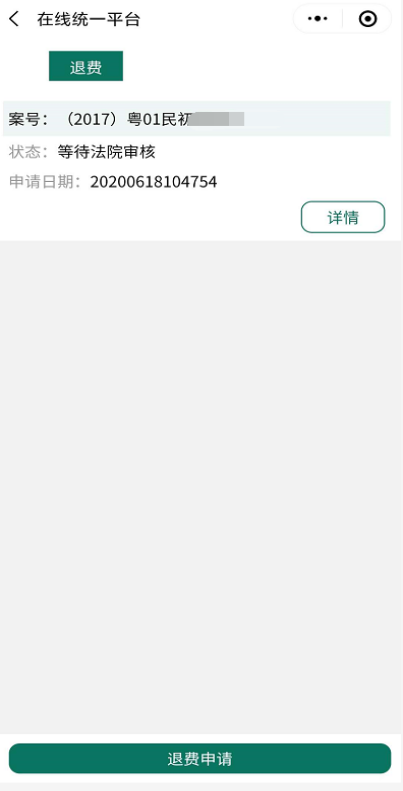 在线统一平台
退费
案号：（2017）粤01民初
状态：等待法院审核
申请日期：20200618104754
详情
退费申请